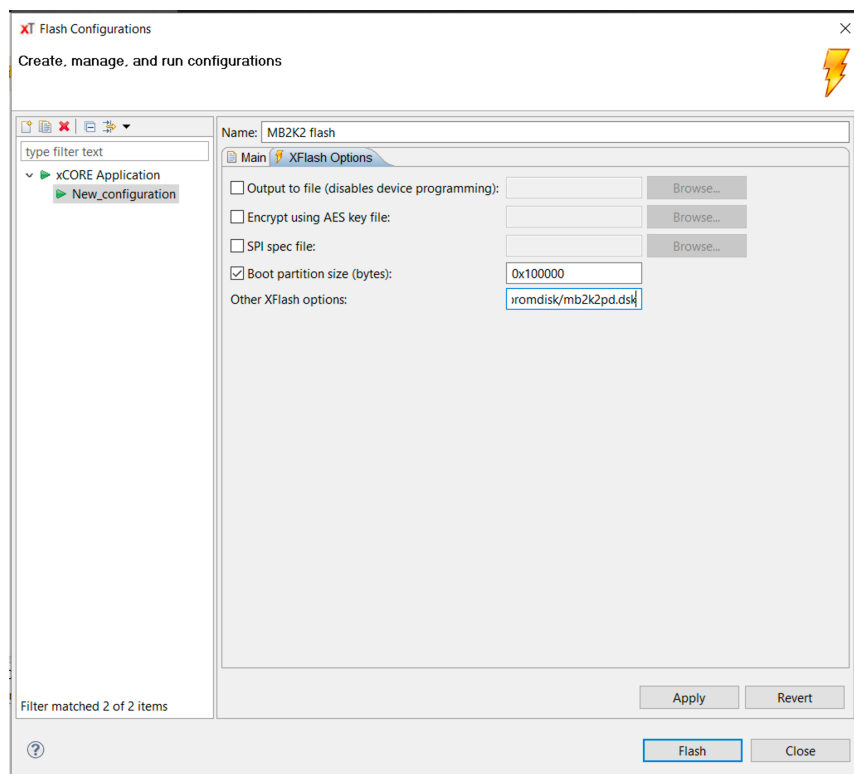 xT Flash Configurations
Create, manage, and run configurations
type filter text
xCORE Application
New_configuration
Filter matched 2 of 2 items
Name: MB2K2 flash
Main XFlash Options
Output to file (disables device programming): Browse...
Encrypt using AES key file: Browse...
SPI spec file: Browse...
Boot partition size (bytes): 0x100000
Other XFlash options: romdisk/mb2k2pd.dsk
Apply Revert
? Flash Close